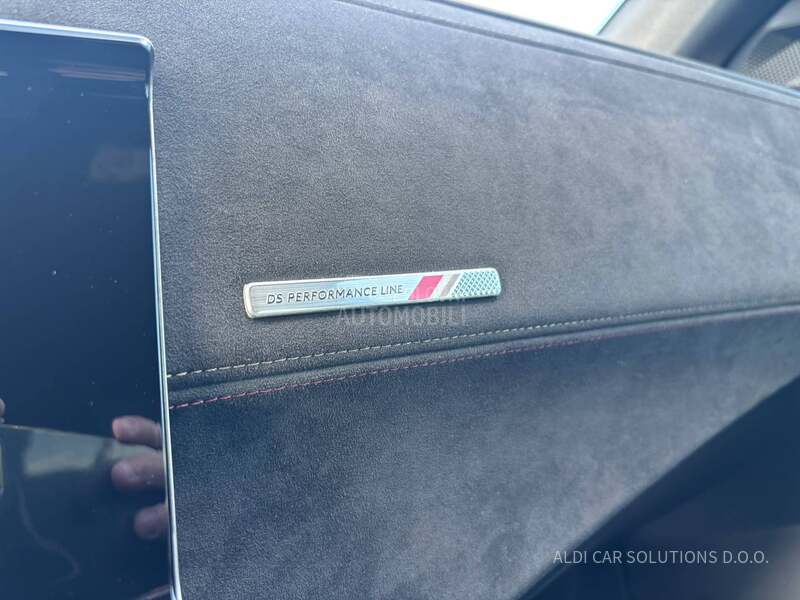 DS PERFORMANCE LINE
AUTOMOBILI
ALDI CAR SOLUTIONS D.O.O.